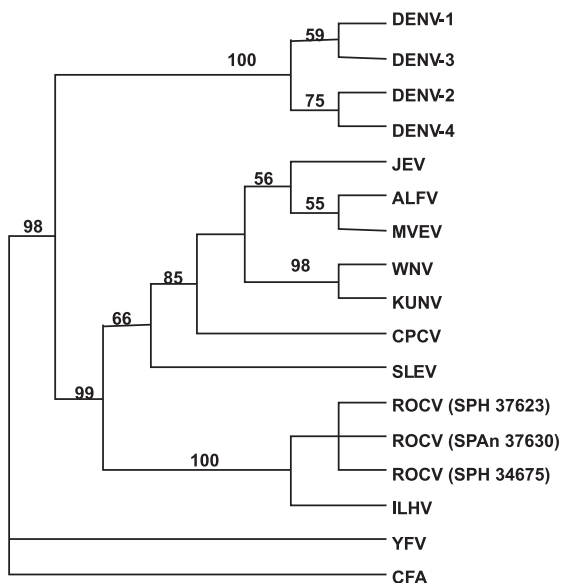 DENV-1
59
100
DENV-3
DENV-2
75
DENV-4
JEV
56
ALFV
55
98
MVEV
WNV
98
85
KUNV
66
CPCV
SLEV
99
ROCV (SPH 37623)
ROCV (SPAn 37630)
100
ROCV (SPH 34675)
ILHV
YFV
CFA